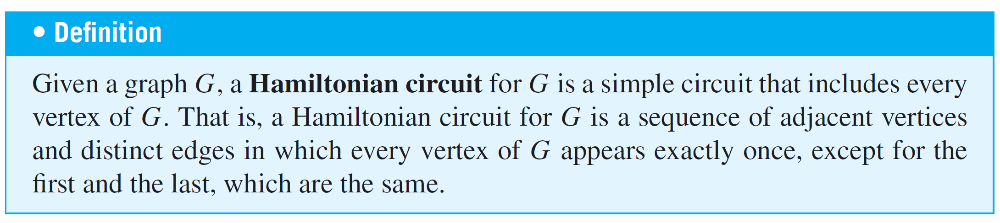 • Definition
Given a graph G, a Hamiltonian circuit for G is a simple circuit that includes every
vertex of G. That is, a Hamiltonian circuit for G is a sequence of adjacent vertices
and distinct edges in which every vertex of G appears exactly once, except for the
first and the last, which are the same.